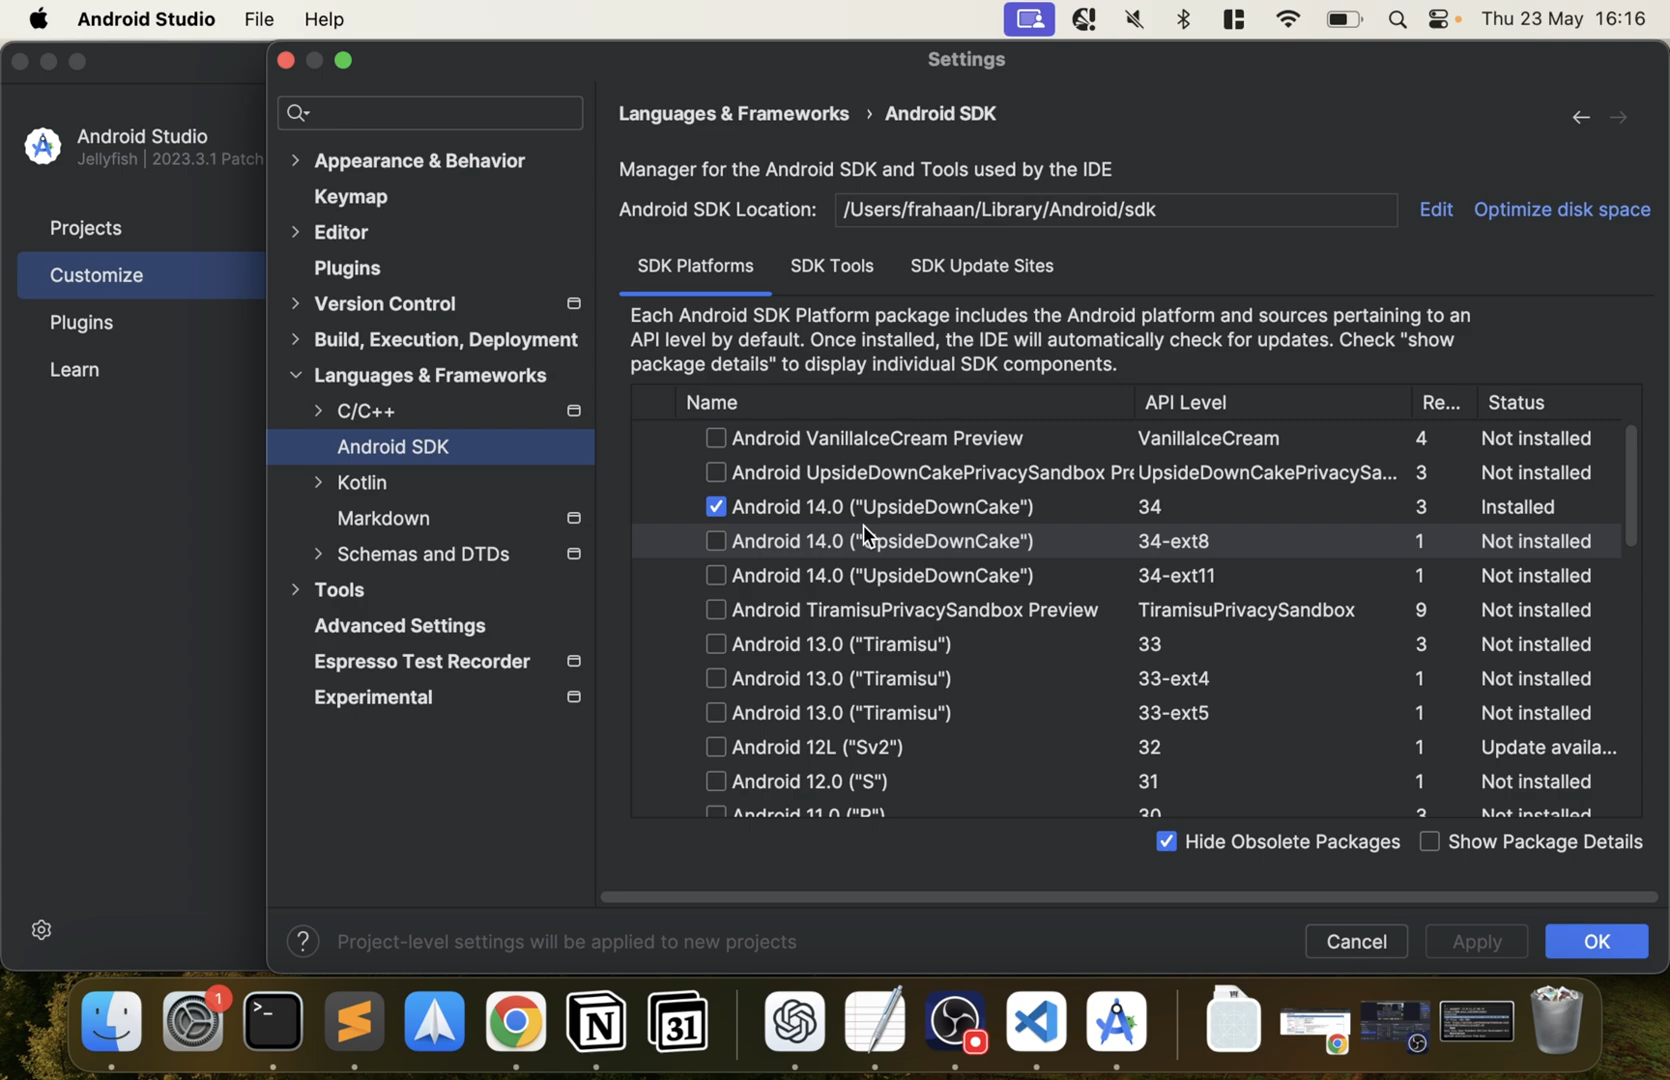 Android Studio File Help Thu 23 May 16:16
Settings
Android Studio
Jellyfish | 2023.3.1 Patch
Projects
Customize
Plugins
Learn
Appearance & Behavior
Keymap
Editor
Plugins
Version Control
Build, Execution, Deployment
Languages & Frameworks
C/C++
Android SDK
Kotlin
Markdown
Schemas and DTDs
Tools
Advanced Settings
Espresso Test Recorder
Experimental
Languages & Frameworks › Android SDK
Manager for the Android SDK and Tools used by the IDE
Android SDK Location: /Users/frahaan/Library/Android/sdk Edit Optimize disk space
SDK Platforms SDK Tools SDK Update Sites
Each Android SDK Platform package includes the Android platform and sources pertaining to an
API level by default. Once installed, the IDE will automatically check for updates. Check "show
package details" to display individual SDK components.
Name API Level Re... Status
Android VanillaIceCream Preview VanillaIceCream 4 Not installed
Android UpsideDownCakePrivacySandbox Pre UpsideDownCakePrivacySa... 3 Not installed
Android 14.0 ("UpsideDownCake") 34 3 Installed
Android 14.0 ("UpsideDownCake") 34-ext8 1 Not installed
Android 14.0 ("UpsideDownCake") 34-ext11 1 Not installed
Android TiramisuPrivacySandbox Preview TiramisuPrivacySandbox 9 Not installed
Android 13.0 ("Tiramisu") 33 3 Not installed
Android 13.0 ("Tiramisu") 33-ext4 1 Not installed
Android 13.0 ("Tiramisu") 33-ext5 1 Not installed
Android 12L ("Sv2") 32 1 Update availa...
Android 12.0 ("S") 31 1 Not installed
Android 11.0 ("R") 30 3 Not installed
Hide Obsolete Packages Show Package Details
? Project-level settings will be applied to new projects Cancel Apply OK
1
31